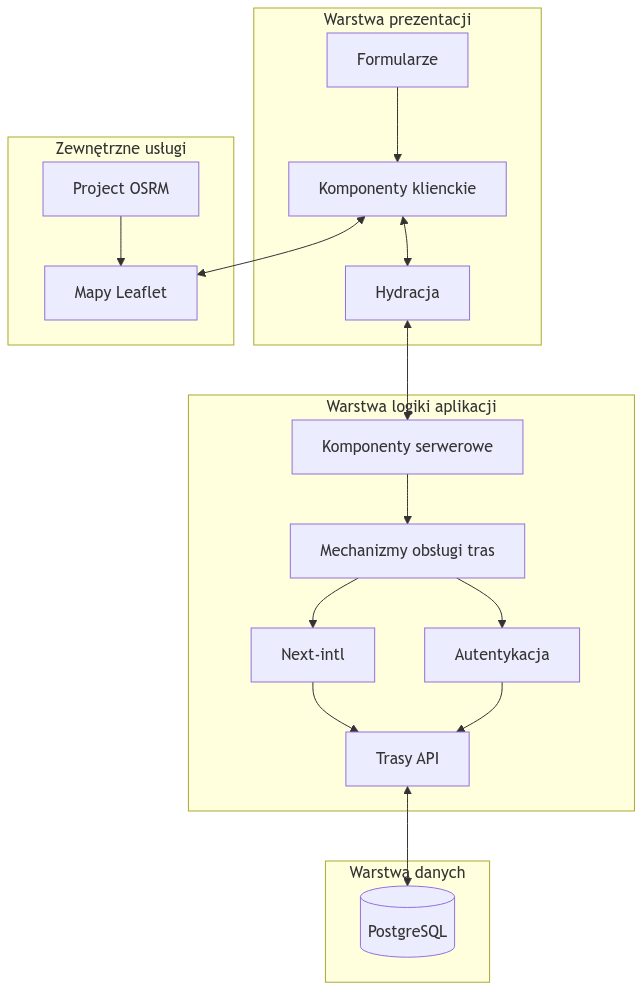 Warstwa prezentacji
Formularze
Zewnętrzne usługi
Project OSRM
Komponenty klienckie
Mapy Leaflet
Hydracja
Warstwa logiki aplikacji
Komponenty serwerowe
Mechanizmy obsługi tras
Next-intl
Autentykacja
Trasy API
Warstwa danych
PostgreSQL